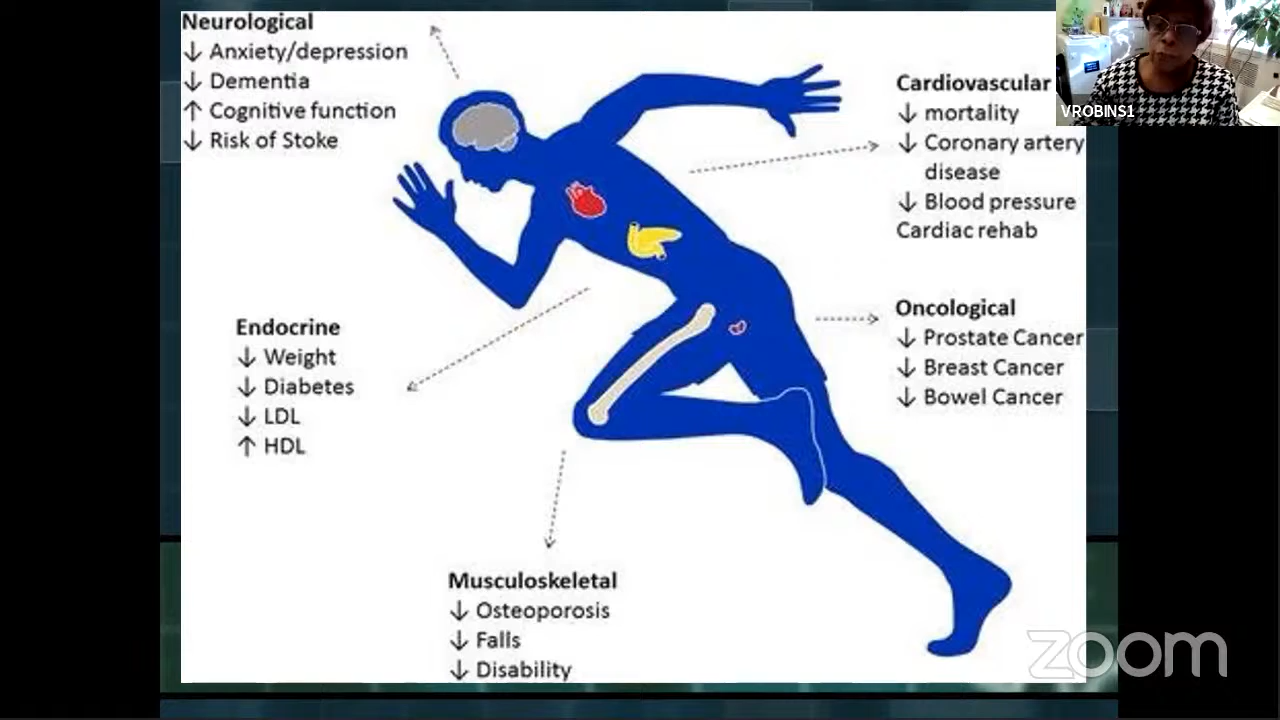 Neurological
↓ Anxiety/depression
↓ Dementia
↑ Cognitive function
↓ Risk of Stoke
Cardiovascular
↓ mortality
↓ Coronary artery
disease
↓ Blood pressure
Cardiac rehab
Endocrine
↓ Weight
↓ Diabetes
↓ LDL
↑ HDL
Oncological
↓ Prostate Cancer
↓ Breast Cancer
↓ Bowel Cancer
Musculoskeletal
↓ Osteoporosis
↓ Falls
↓ Disability
VROBINS1
zoom